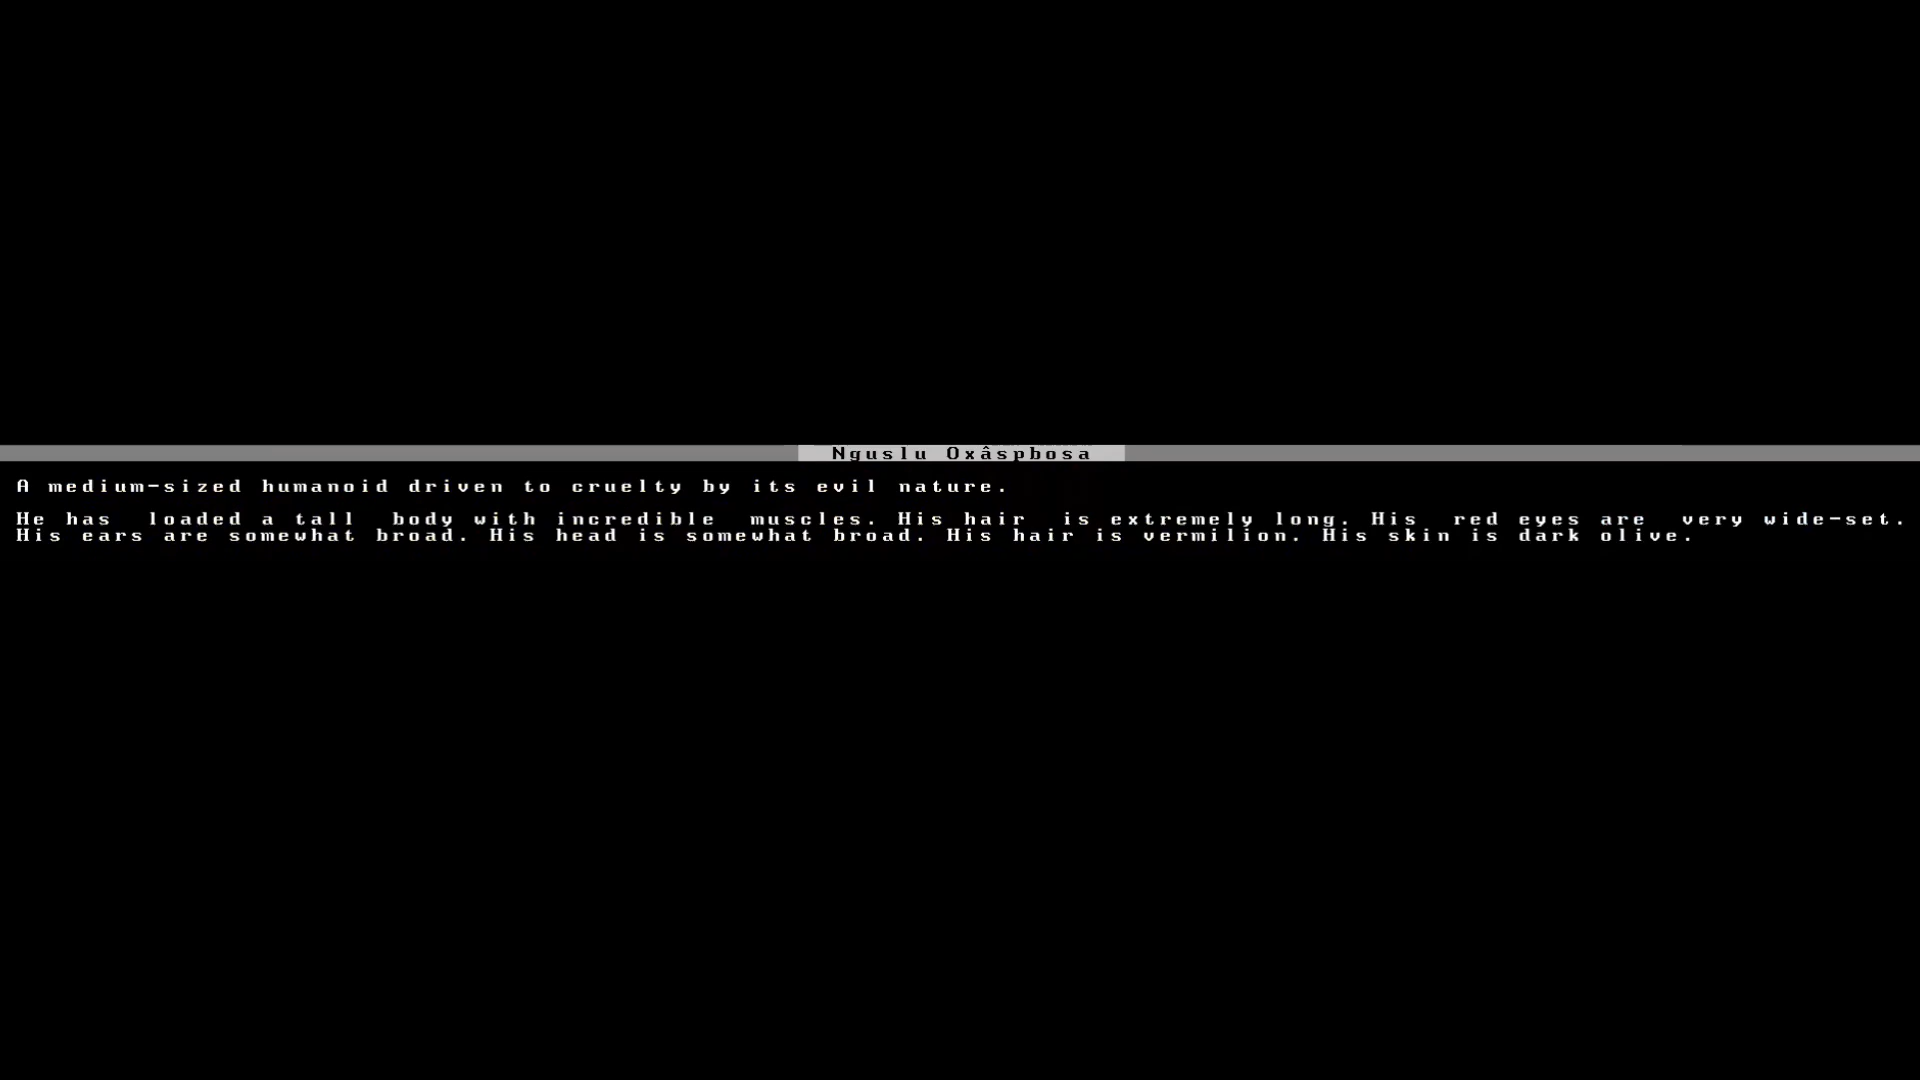 Nguslu Oxâspbosa
A medium-sized humanoid driven to cruelty by its evil nature.
He has loaded a tall body with incredible muscles. His hair is extremely long. His red eyes are very wide-set.
His ears are somewhat broad. His head is somewhat broad. His hair is vermilion. His skin is dark olive.